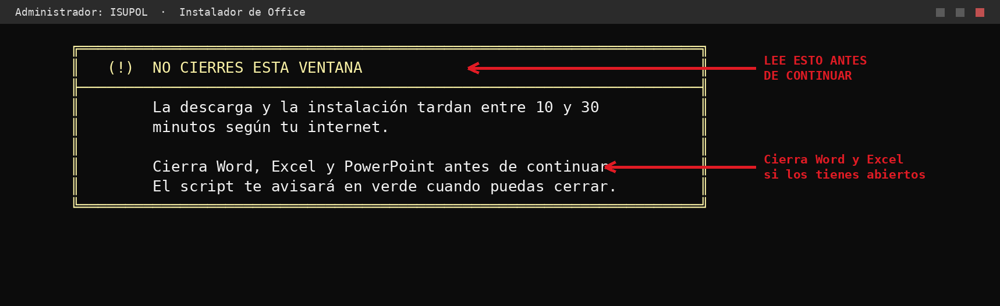 Administrador: ISUPOL · Instalador de Office
(!) NO CIERRES ESTA VENTANA
LEE ESTO ANTES
DE CONTINUAR
La descarga y la instalación tardan entre 10 y 30
minutos según tu internet.
Cierra Word, Excel y PowerPoint antes de continuar
Cierra Word y Excel
si los tienes abiertos
El script te avisará en verde cuando puedas cerrar.